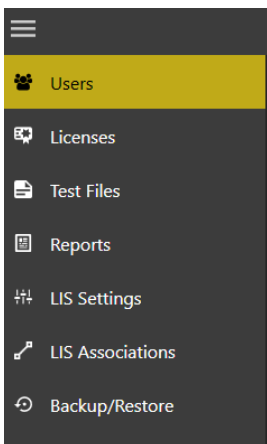 Users
Licenses
Test Files
Reports
LIS Settings
LIS Associations
Backup/Restore